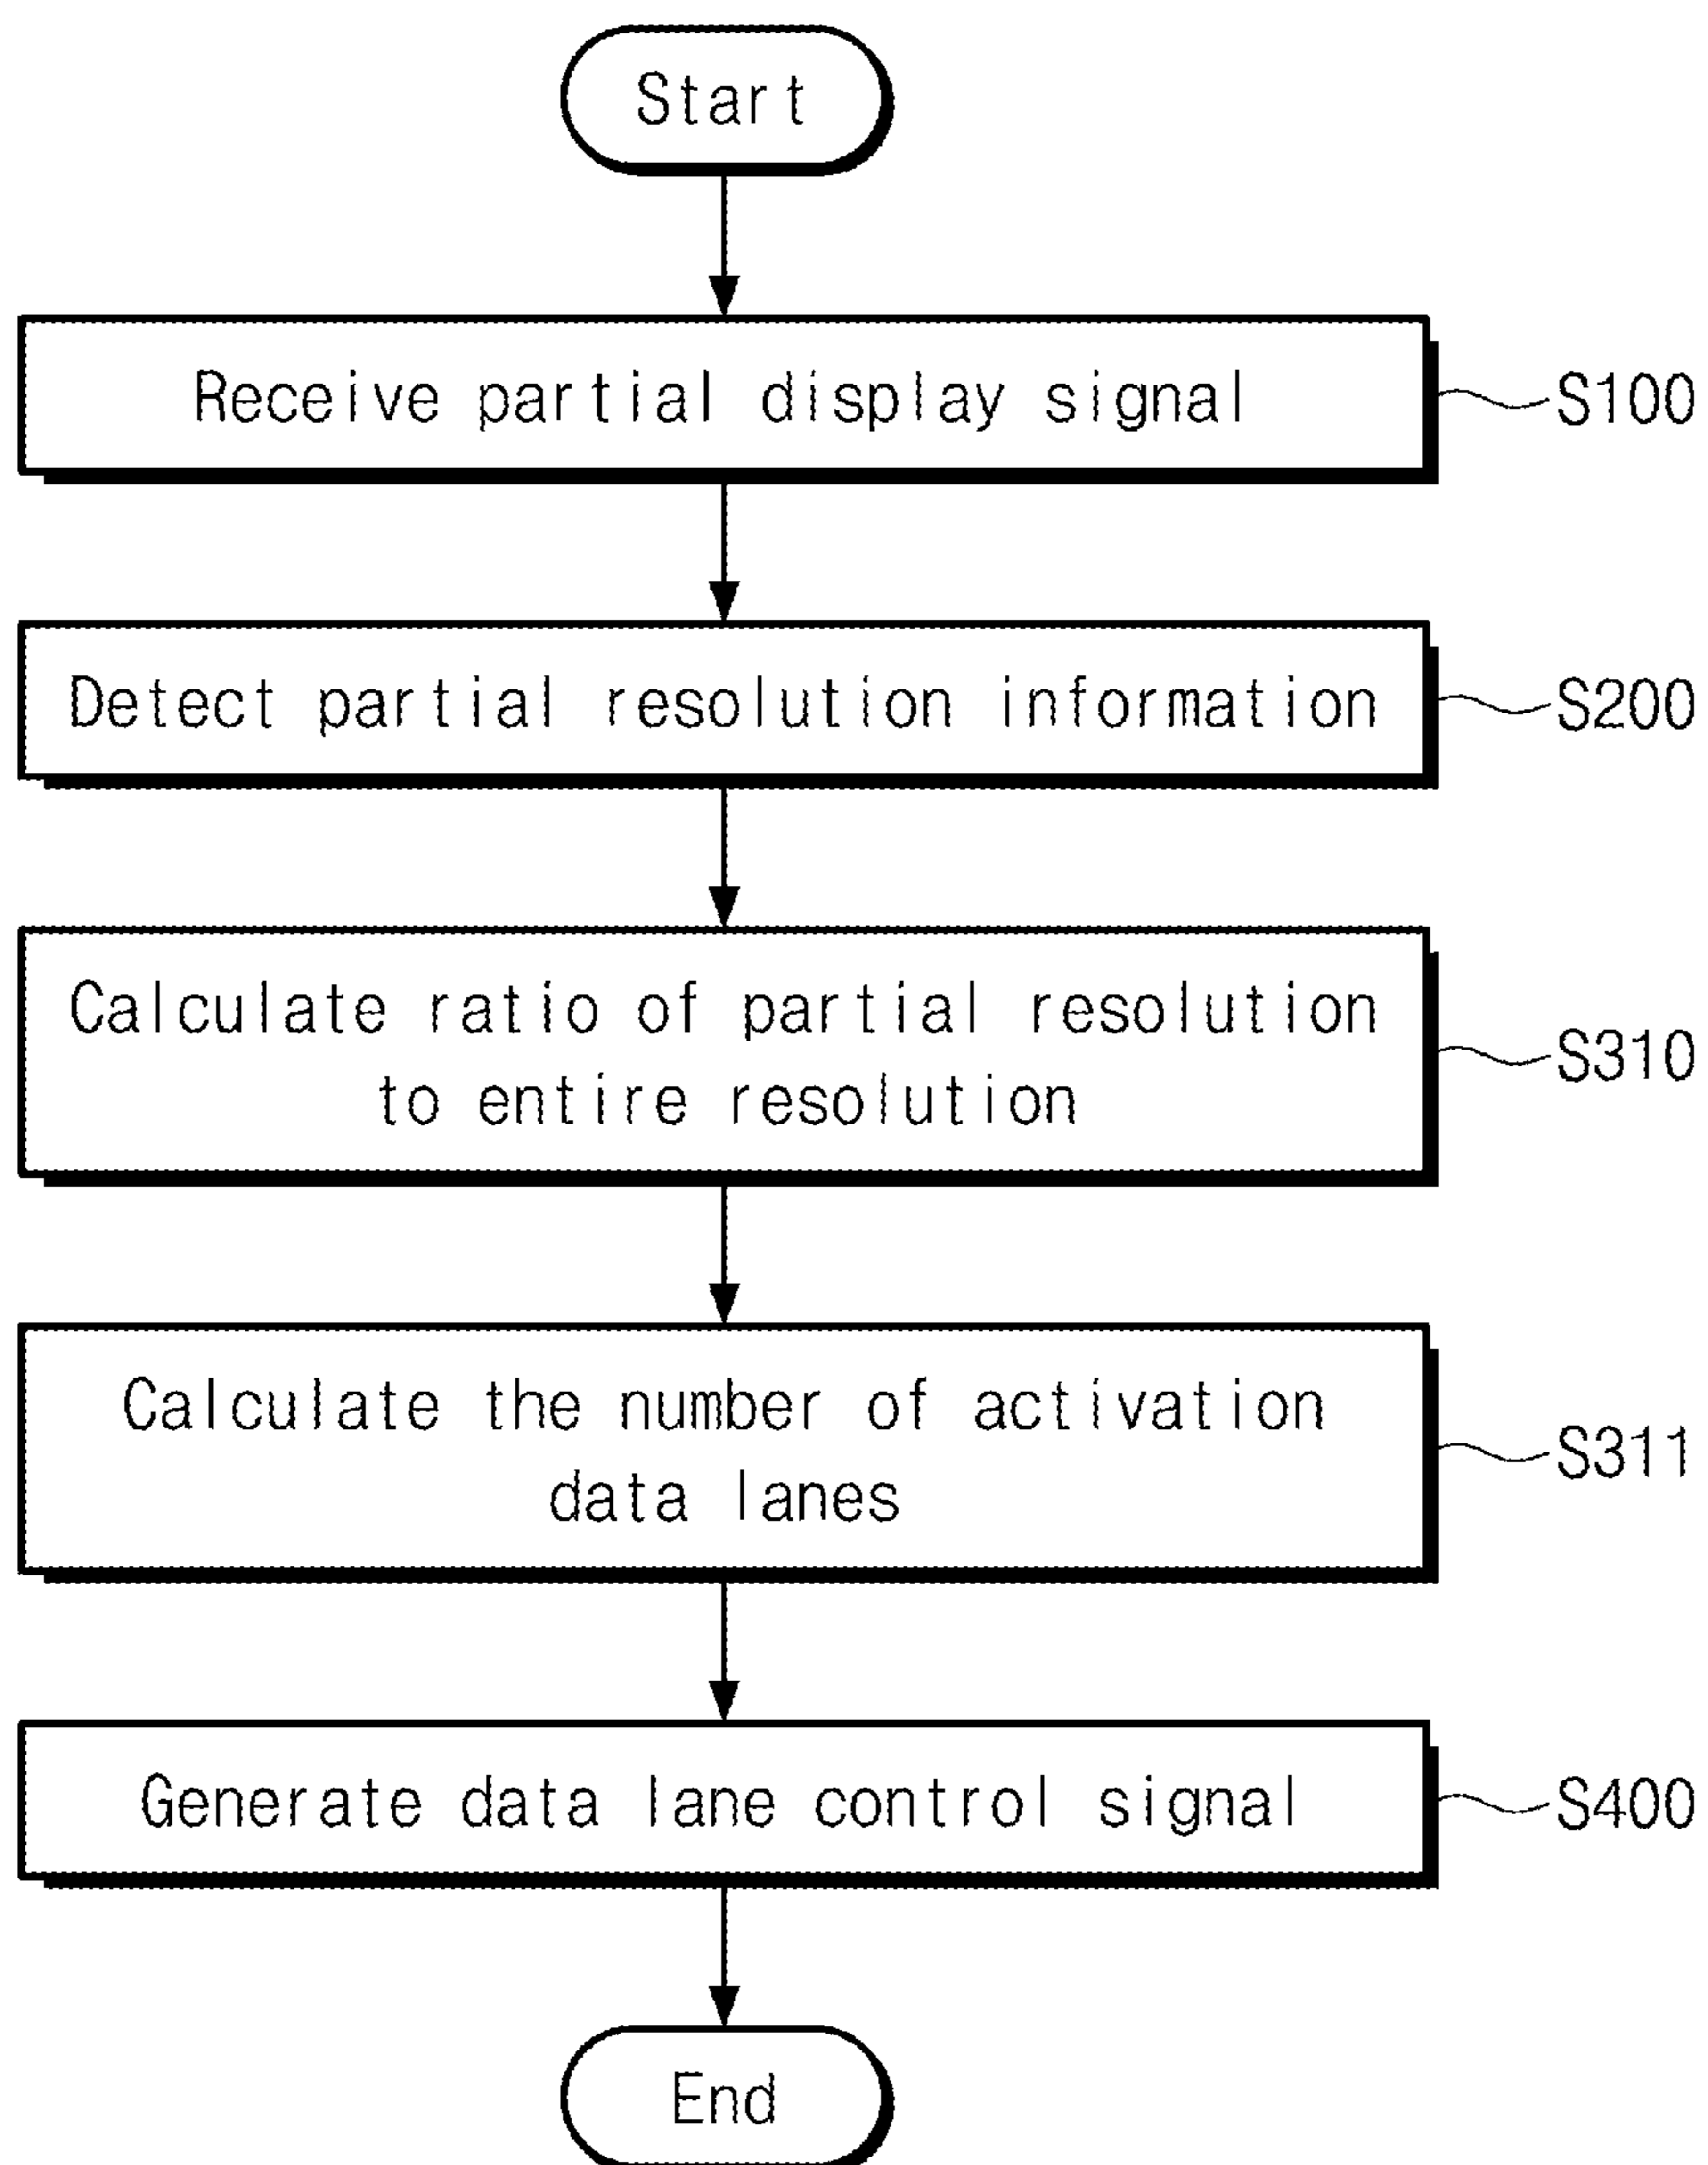 Start
Receive partial display signal
S100
Detect partial resolution information
S200
Calculate ratio of partial resolution
to entire resolution
S310
Calculate the number of activation
data lanes
S311
Generate data lane control signal
S400
End